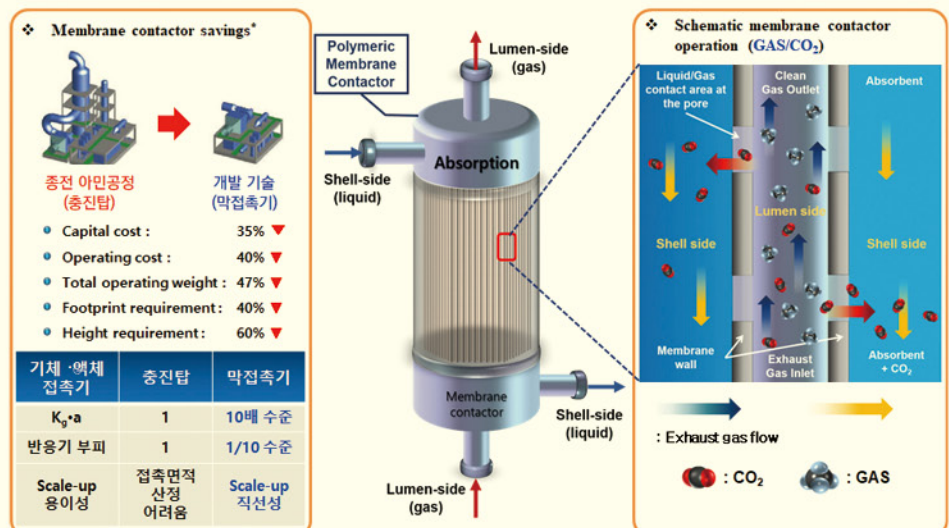 ❖ Membrane contactor savings*
종전 아민공정
(충진탑)
개발 기술
(막접촉기)
Capital cost : 35% ▼
Operating cost : 40% ▼
Total operating weight : 47% ▼
Footprint requirement : 40% ▼
Height requirement : 60% ▼
기체 ·액체
접촉기
충진탑
막접촉기
Kg•a 1 10배 수준
반응기 부피 1 1/10 수준
Scale-up
용이성
접촉면적
산정
어려움
Scale-up
직선성
Polymeric
Membrane
Contactor
Lumen-side
(gas)
Absorption
Shell-side
(liquid)
Membrane
contactor
Shell-side
(liquid)
Lumen-side
(gas)
❖ Schematic membrane contactor
operation (GAS/CO₂)
Liquid/Gas
contact area at
the pore
Clean
Gas Outlet
Absorbent
Lumen side
Shell side
Shell side
Membrane
wall
Exhaust
Gas Inlet
Absorbent
+ CO₂
: Exhaust gas flow
: CO₂
: GAS